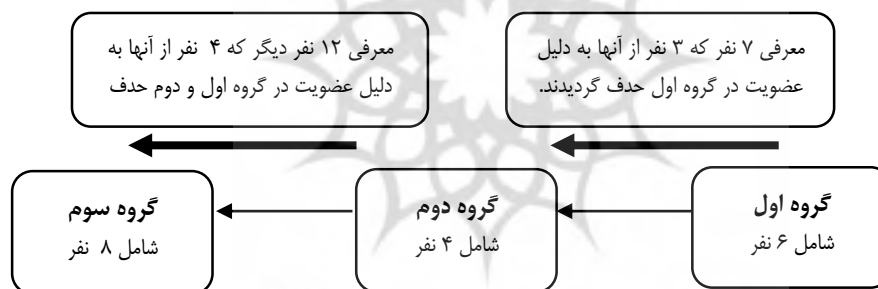 معرفی ۷ نفر که ۳ نفر از آنها به دلیل
عضویت در گروه اول حذف گردیدند.
معرفی ۱۲ نفر دیگر که ۴ نفر از آنها به
دلیل عضویت در گروه اول و دوم حذف
گروه اول
شامل ۶ نفر
گروه دوم
شامل ۴ نفر
گروه سوم
شامل ۸ نفر